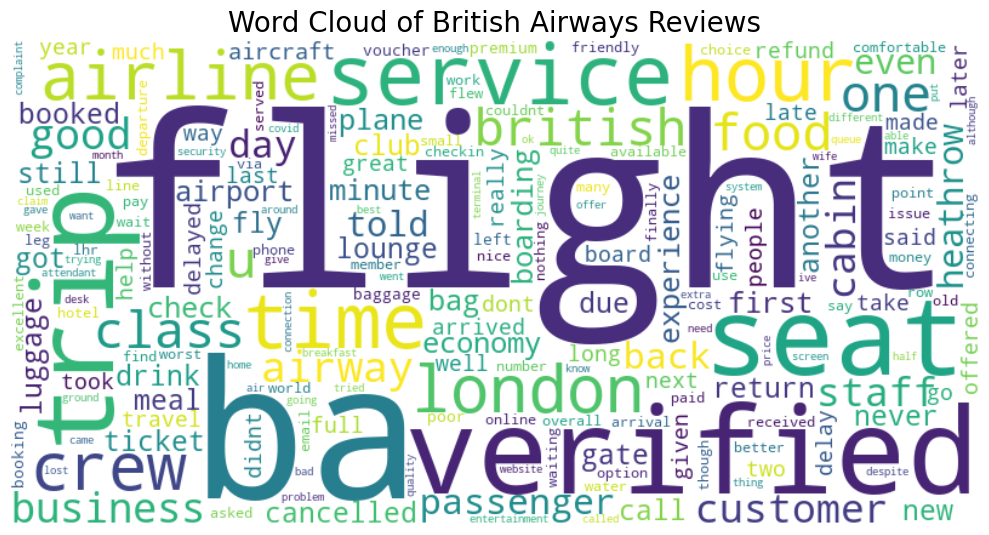 Word Cloud of British Airways Reviews
complaint
year
much
aircraft
voucher
enough
premium
friendly
choice
refund
comfortable
airline
service
hour
even
later
work
flew
put
booked
departure
served
covid
missed
plane
couldnt
one
good
way
day
club
small
british
food
late
made
different
although
flight
month
security
great
checkin
ok
quite
available
queue
able
make
still
via
last
wife
used
line
airport
minute
really
boarding
journey
terminal
many
offer
finally
experience
flying
system
people
another
cabin
point
heathrow
connecting
claim
gave
pay
week
wait
without
delayed
change
fly
around
best
told
want
leg
lhr
trying
got
attendant
help
u
phone
give
lounge
left
nice
nothing
board
issue
said
money
ive
use
trip
desk
hotel
excellent
luggage
member
went
baggage
bag
dont
due
extra
cost
need
first
say
take
row
old
check
class
time
connection
arrived
economy
well
long
back
price
screen
half
seat
offered
took
find
worst
home
breakfast
airway
number
know
next
drink
ground
meal
air
world
going
tried
london
return
staff
go
travel
email
full
poor
online
overall
arrival
paid
received
never
booking
came
ticket
didnt
ba
verified
waiting
gate
given
though
better
two
delay
despite
lost
crew
bad
problem
quality
website
option
water
thing
business
asked
cancelled
passenger
entertainment
called
call
customer
new